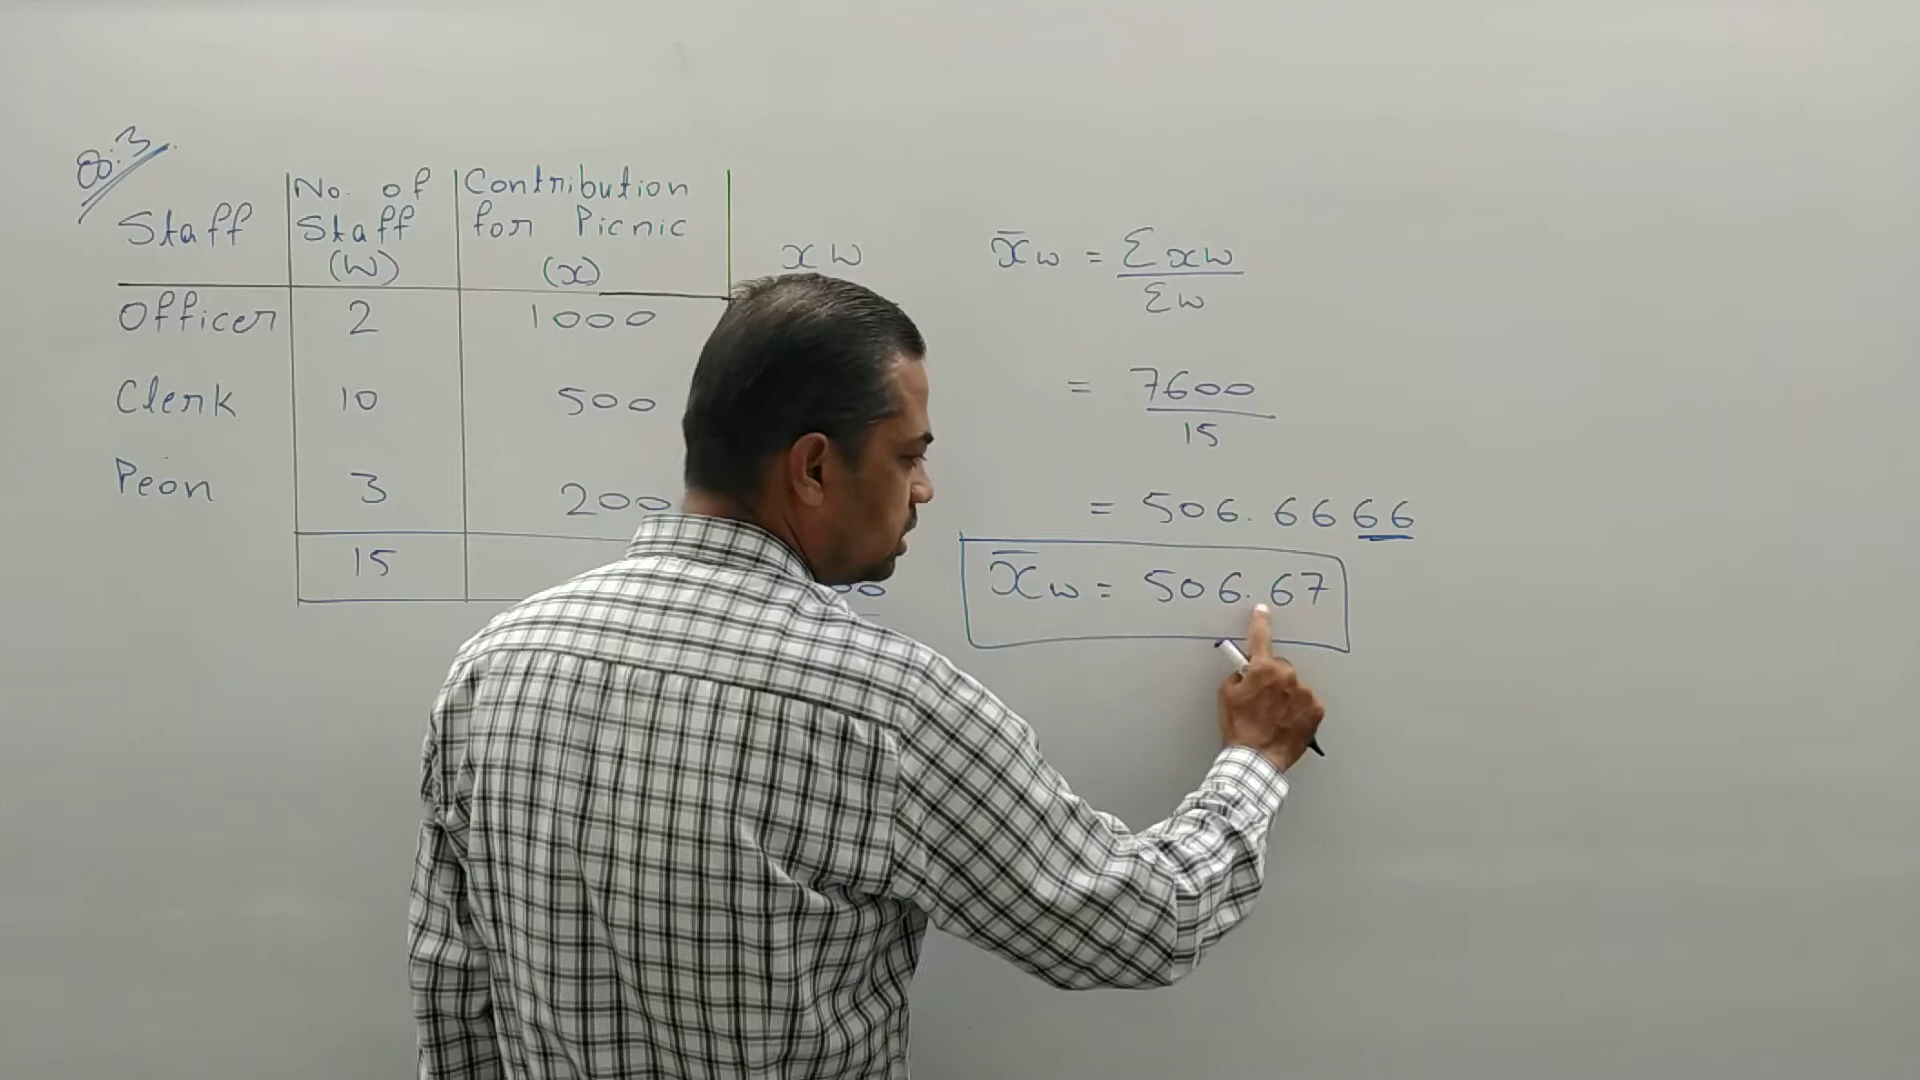 Q:3
Staff No. of Staff (W) Contribution for Picnic (x) xw
Officer 2 1000
Clerk 10 500
Peon 3 200
15
x̄w = Σxw / Σw
= 7600 / 15
= 506.6666
x̄w = 506.67